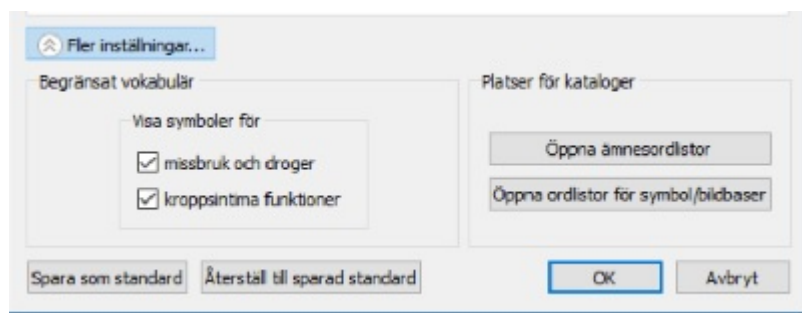 Fler inställningar...
Begränsat vokabulär
Platser för kataloger
Visa symboler för
missbruk och droger
kroppsintima funktioner
Öppna ämnesordlistor
Öppna ordlistor för symbol/bildbaser
Spara som standard
Återställ till sparad standard
OK
Avbryt